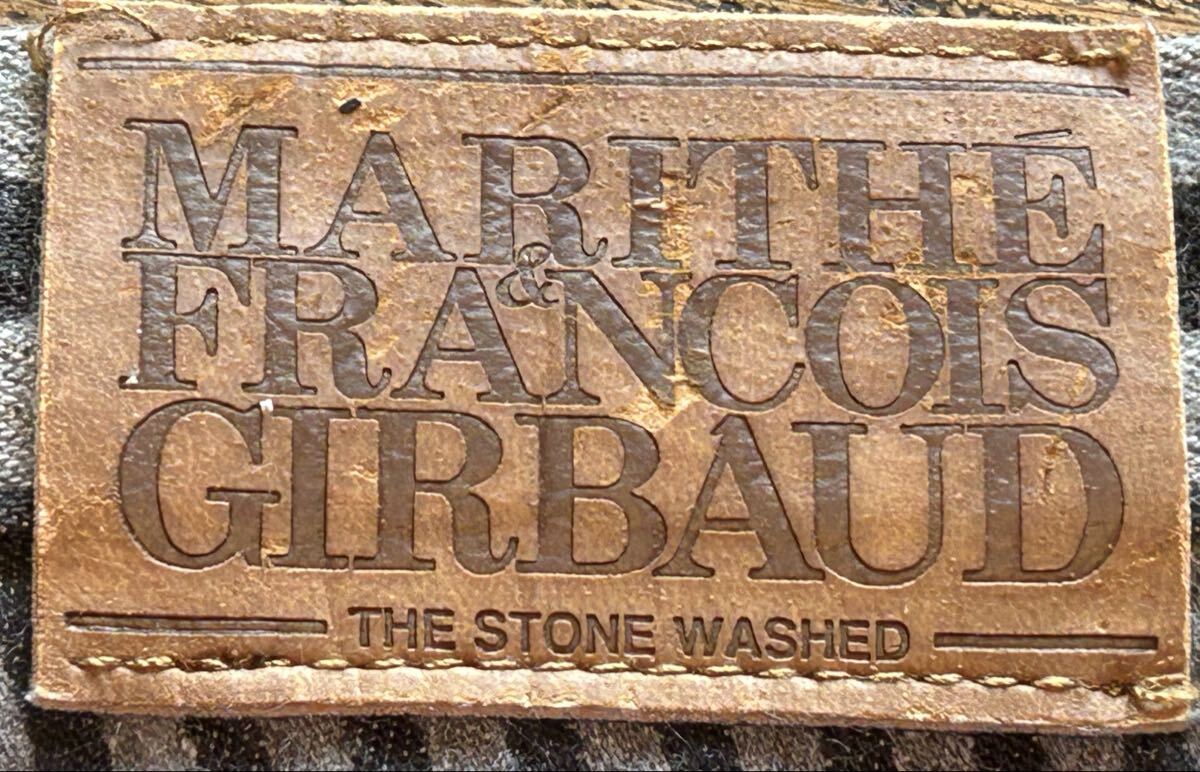 MARITHÉ
&
FRANCOIS
GIRBAUD
THE STONE WASHED